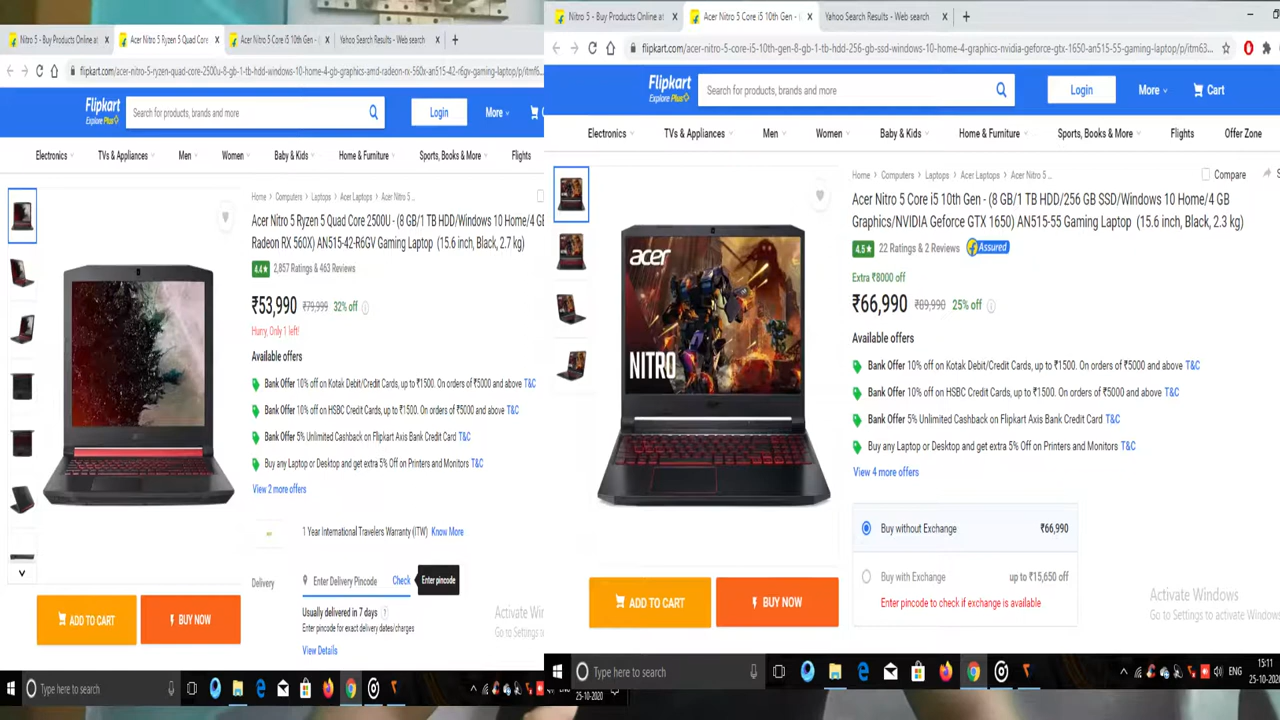 Nitro 5 - Buy Products Online at
Acer Nitro 5 Ryzen 5 Quad Core
Acer Nitro 5 Core i5 10th Gen - (
Yahoo Search Results - Web search
flipkart.com/acer-nitro-5-ryzen-quad-core-2500u-8-gb-1-tb-hdd-windows-10-home-4-gb-graphics-amd-radeon-rx-560x-an515-42-r6gv-gaming-laptop/p/itmf6...
Flipkart
Explore Plus
Search for products, brands and more
Login
More
Electronics
TVs & Appliances
Men
Women
Baby & Kids
Home & Furniture
Sports, Books & More
Flights
Home > Computers > Laptops > Acer Laptops > Acer Nitro 5 ...
Acer Nitro 5 Ryzen 5 Quad Core 2500U - (8 GB/1 TB HDD/Windows 10 Home/4 GB
Radeon RX 560X) AN515-42-R6GV Gaming Laptop (15.6 inch, Black, 2.7 kg)
4.4★ 2,857 Ratings & 463 Reviews
₹53,990 ₹79,999 32% off
Hurry, Only 1 left!
Available offers
Bank Offer 10% off on Kotak Debit/Credit Cards, up to ₹1500. On orders of ₹5000 and above T&C
Bank Offer 10% off on HSBC Credit Cards, up to ₹1500. On orders of ₹5000 and above T&C
Bank Offer 5% Unlimited Cashback on Flipkart Axis Bank Credit Card T&C
Buy any Laptop or Desktop and get extra 5% Off on Printers and Monitors T&C
View 2 more offers
1 Year International Travelers Warranty (ITW) Know More
Delivery
Enter Delivery Pincode
Check
Enter pincode
Usually delivered in 7 days ?
Enter pincode for exact delivery dates/charges
View Details
ADD TO CART
BUY NOW
Activate Win
Go to Settings to
Type here to search
25-10-2020
Nitro 5 - Buy Products Online at
Acer Nitro 5 Core i5 10th Gen - (
Yahoo Search Results - Web search
flipkart.com/acer-nitro-5-core-i5-10th-gen-8-gb-1-tb-hdd-256-gb-ssd-windows-10-home-4-graphics-nvidia-geforce-gtx-1650-an515-55-gaming-laptop/p/itm63...
Flipkart
Explore Plus
Search for products, brands and more
Login
More
Cart
Electronics
TVs & Appliances
Men
Women
Baby & Kids
Home & Furniture
Sports, Books & More
Flights
Offer Zone
Home > Computers > Laptops > Acer Laptops > Acer Nitro 5 ...
Compare
Acer Nitro 5 Core i5 10th Gen - (8 GB/1 TB HDD/256 GB SSD/Windows 10 Home/4 GB
Graphics/NVIDIA Geforce GTX 1650) AN515-55 Gaming Laptop (15.6 inch, Black, 2.3 kg)
4.5★ 22 Ratings & 2 Reviews Assured
Extra ₹8000 off
₹66,990 ₹89,990 25% off
Available offers
Bank Offer 10% off on Kotak Debit/Credit Cards, up to ₹1500. On orders of ₹5000 and above T&C
Bank Offer 10% off on HSBC Credit Cards, up to ₹1500. On orders of ₹5000 and above T&C
Bank Offer 5% Unlimited Cashback on Flipkart Axis Bank Credit Card T&C
Buy any Laptop or Desktop and get extra 5% Off on Printers and Monitors T&C
View 4 more offers
Buy without Exchange ₹66,990
Buy with Exchange up to ₹15,650 off
Enter pincode to check if exchange is available
acer
NITRO
ADD TO CART
BUY NOW
Activate Windows
Go to Settings to activate Windows
Type here to search
ENG
15:11
25-10-2020